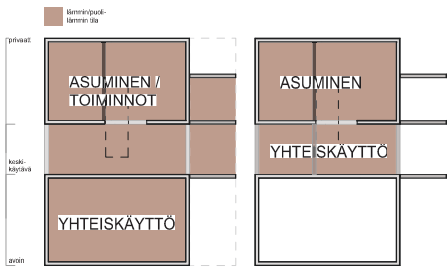 lämmin/puoli-
lämmin tila
privaatti
ASUMINEN /
TOIMINNOT
ASUMINEN
keski-
käytävä
YHTEISKÄYTTÖ
YHTEISKÄYTTÖ
avoin